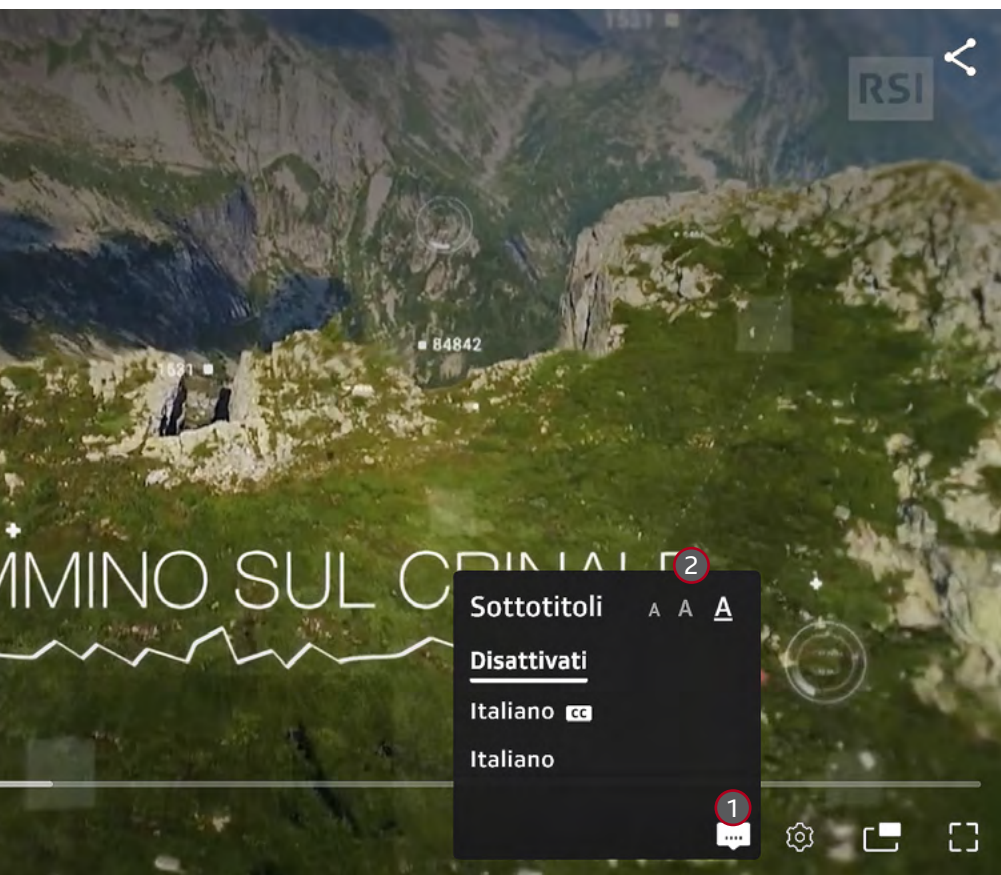 1531
RSI
84842
1531
MMINO SUL CRINALE
2
Sottotitoli A A A
Disattivati
Italiano CC
Italiano
1